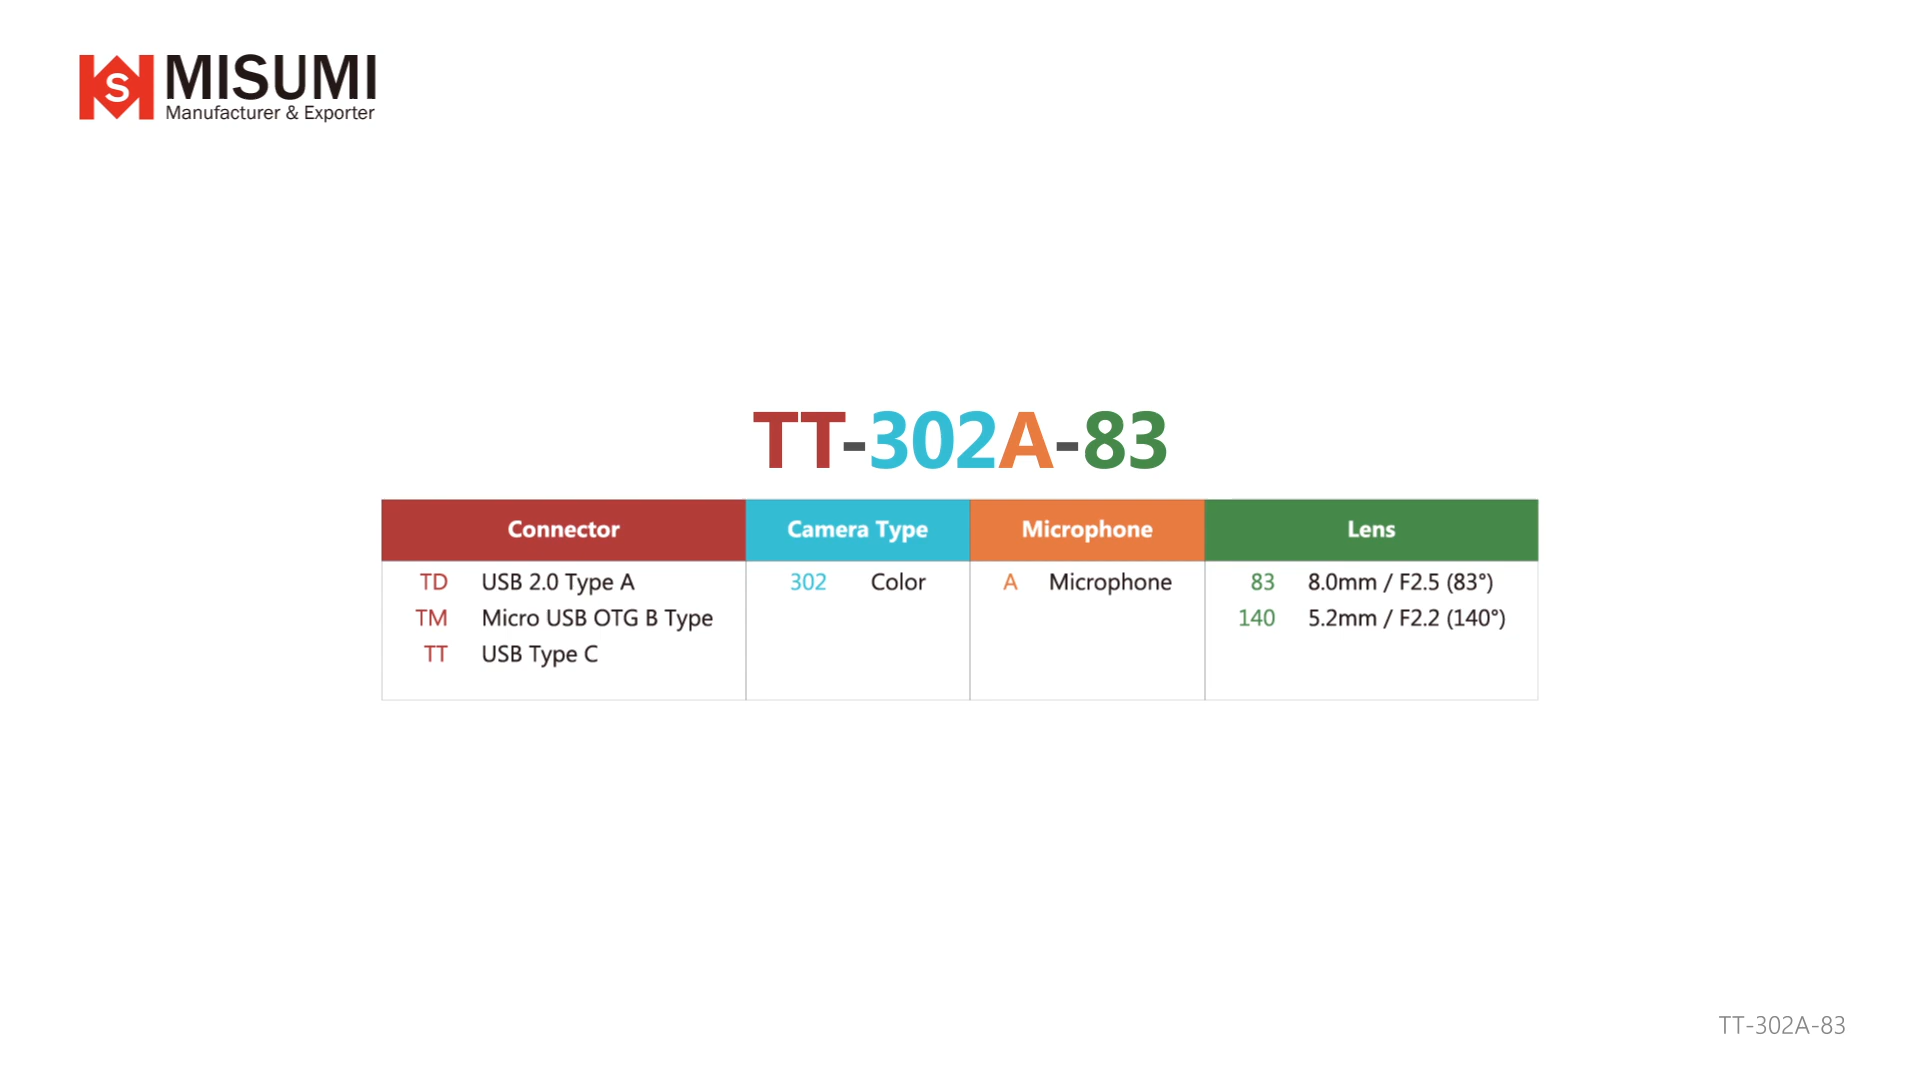 S MISUMI
Manufacturer & Exporter
TT-302A-83
Connector Camera Type Microphone Lens
TD USB 2.0 Type A 302 Color A Microphone 83 8.0mm / F2.5 (83°)
TM Micro USB OTG B Type 140 5.2mm / F2.2 (140°)
TT USB Type C
TT-302A-83